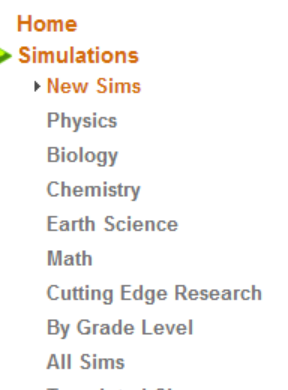 Home
Simulations
New Sims
Physics
Biology
Chemistry
Earth Science
Math
Cutting Edge Research
By Grade Level
All Sims